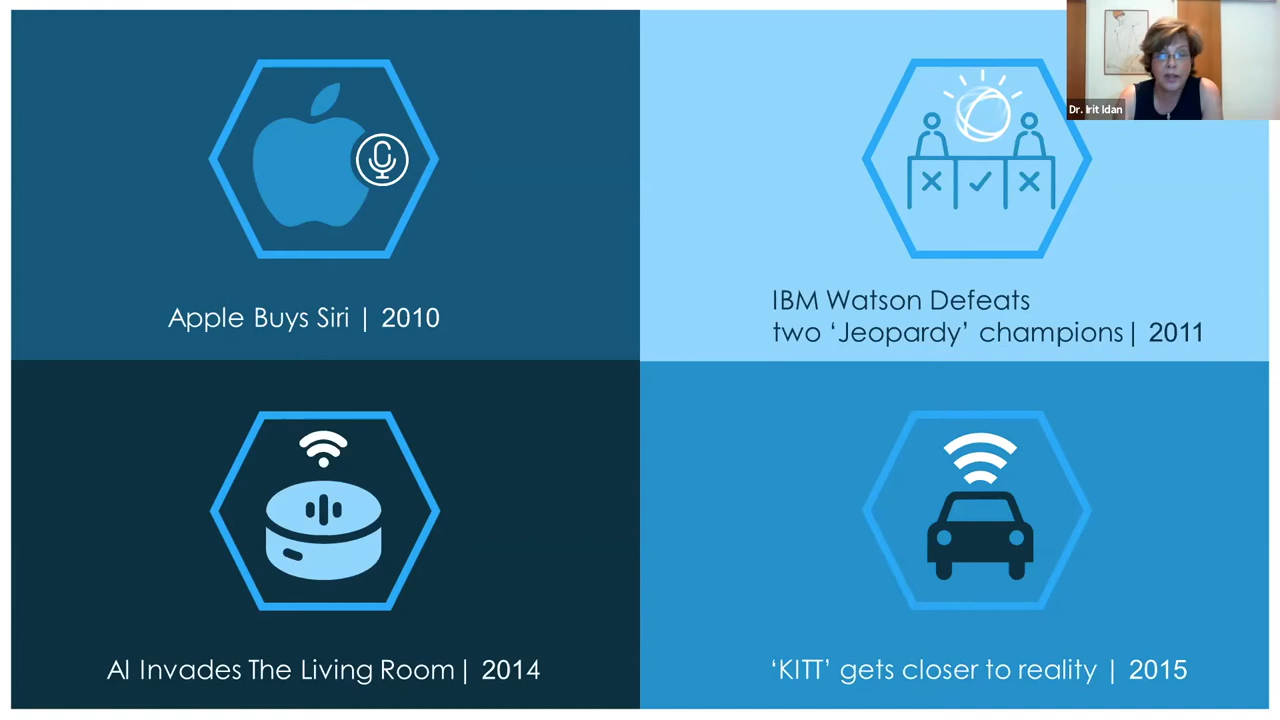 Dr. Irit Idan
Apple Buys Siri | 2010
IBM Watson Defeats
two ‘Jeopardy’ champions| 2011
AI Invades The Living Room| 2014
‘KITT’ gets closer to reality | 2015